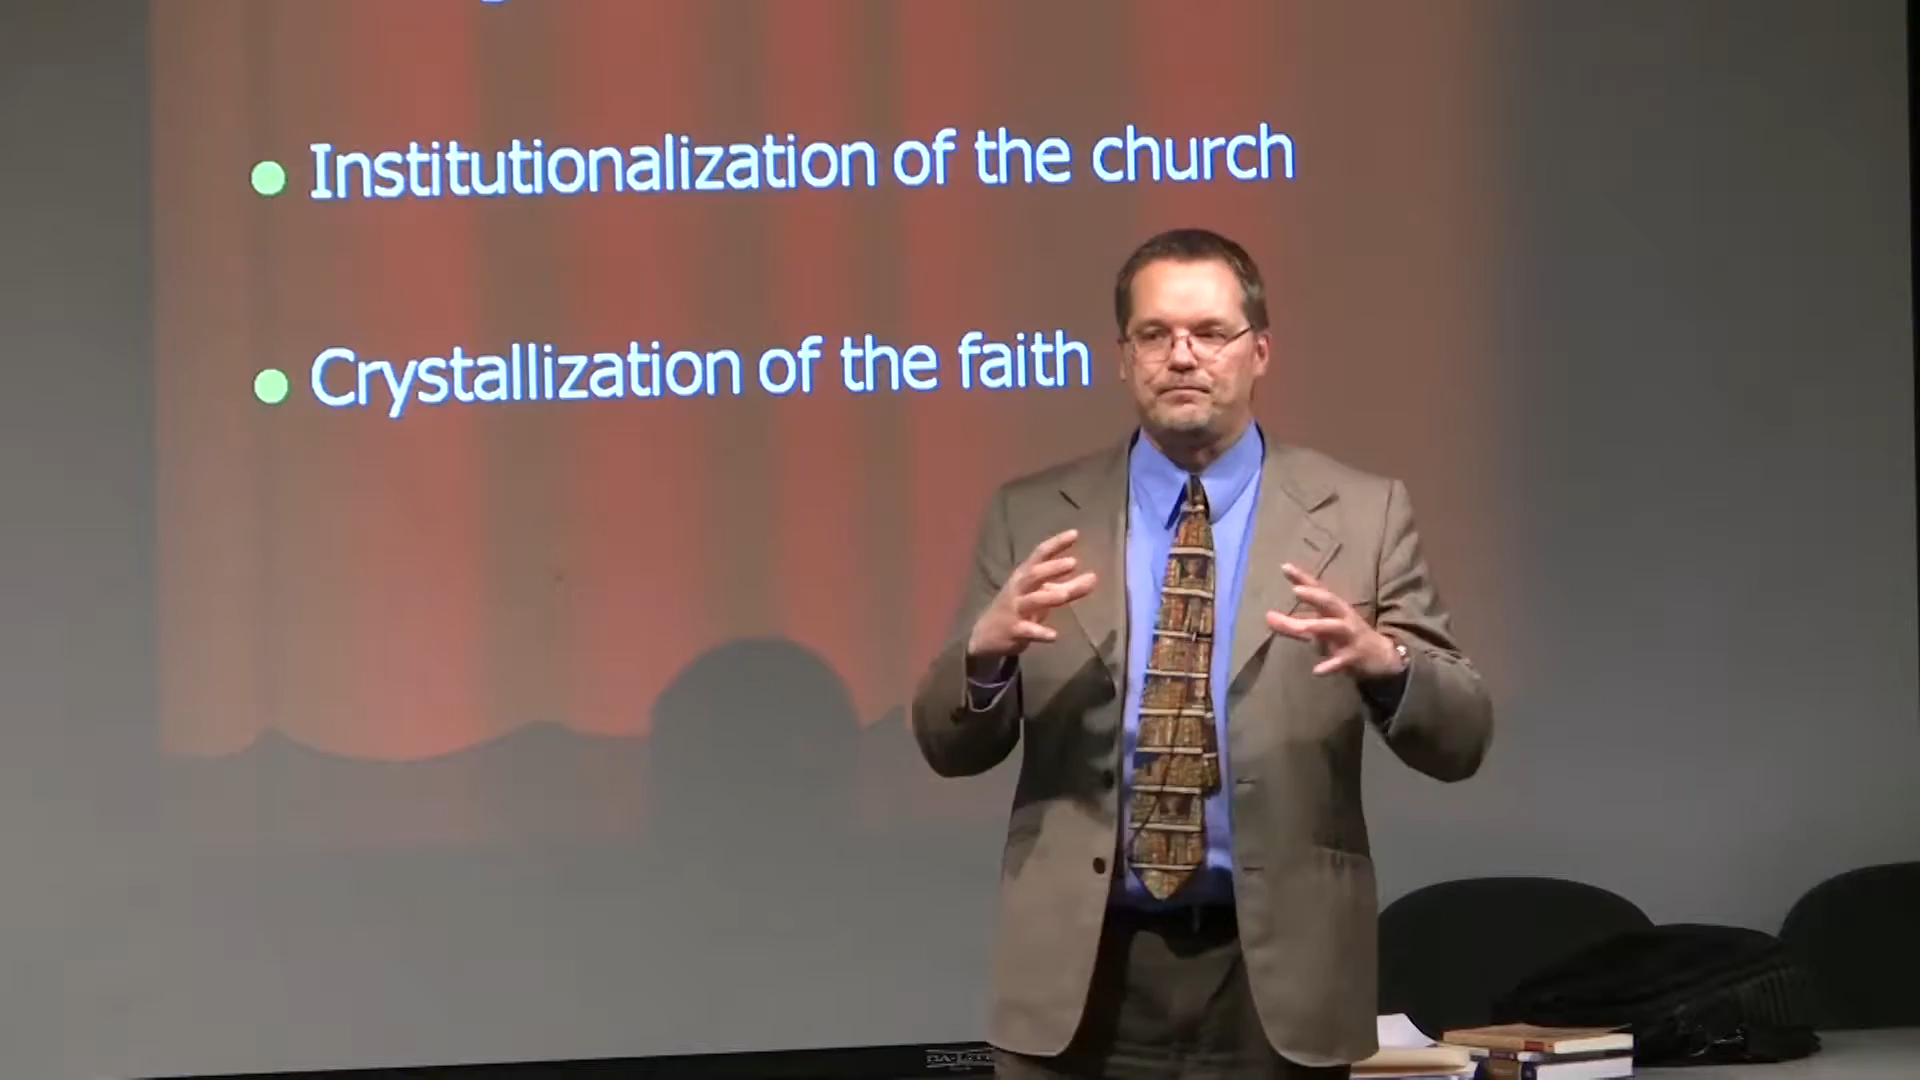 Institutionalization of the church
Crystallization of the faith